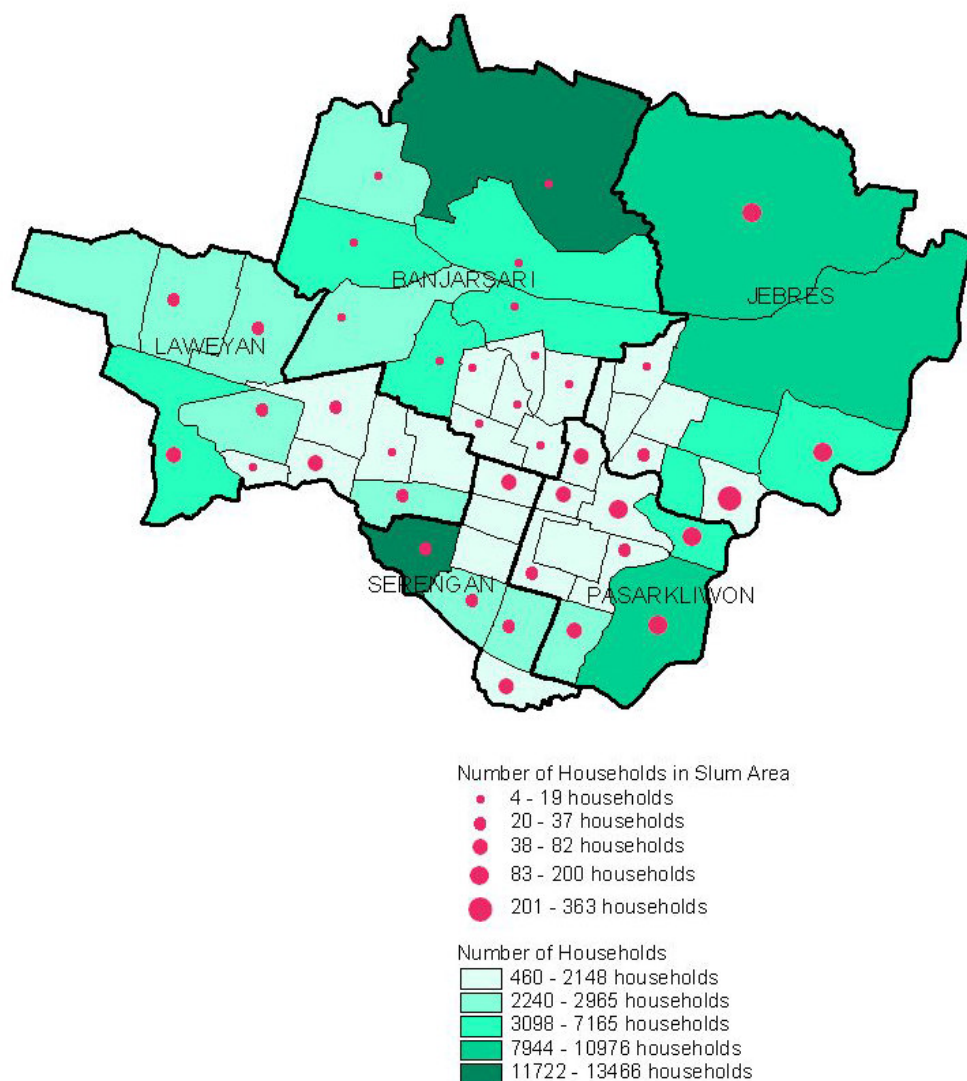 BANJARSARI
JEBRES
LAWEYAN
SERENGAN
PASARKLIWON
Number of Households in Slum Area
4 - 19 households
20 - 37 households
38 - 82 households
83 - 200 households
201 - 363 households
Number of Households
460 - 2148 households
2240 - 2965 households
3098 - 7165 households
7944 - 10976 households
11722 - 13466 households